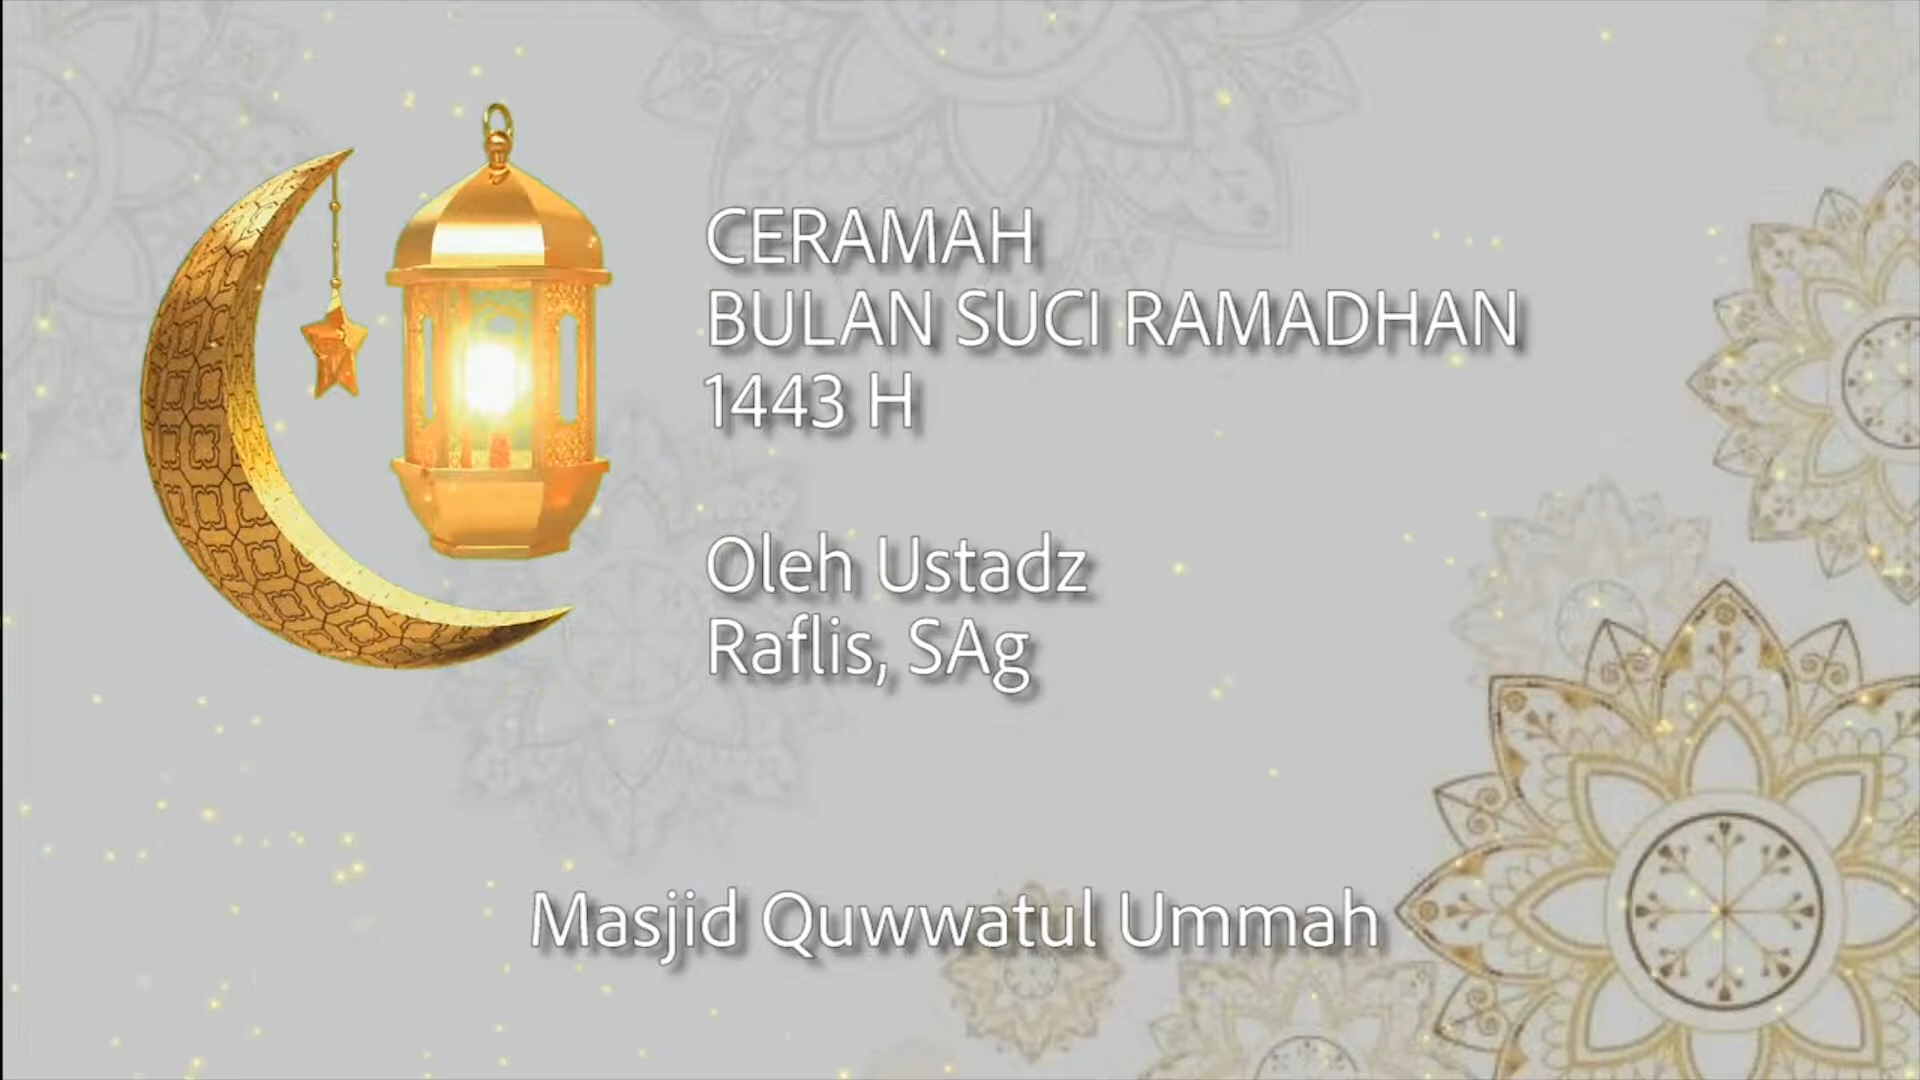 CERAMAH
BULAN SUCI RAMADHAN
1443 H
Oleh Ustadz
Raflis, SAg
Masjid Quwwatul Ummah